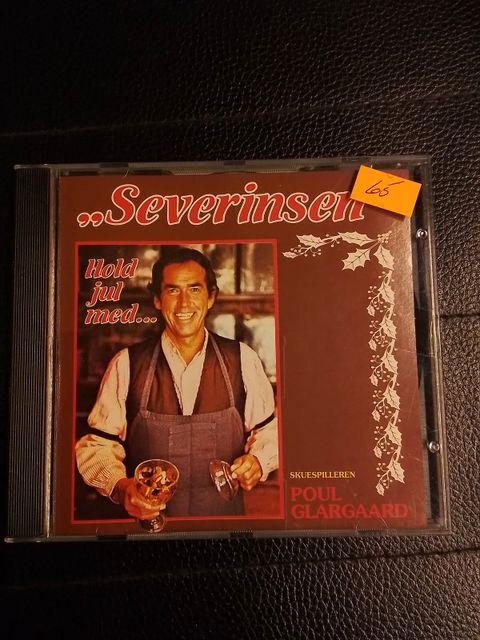 „Severinsen
65
Hold
jul
med...
SKUESPILLEREN
POUL
GLARGAARD